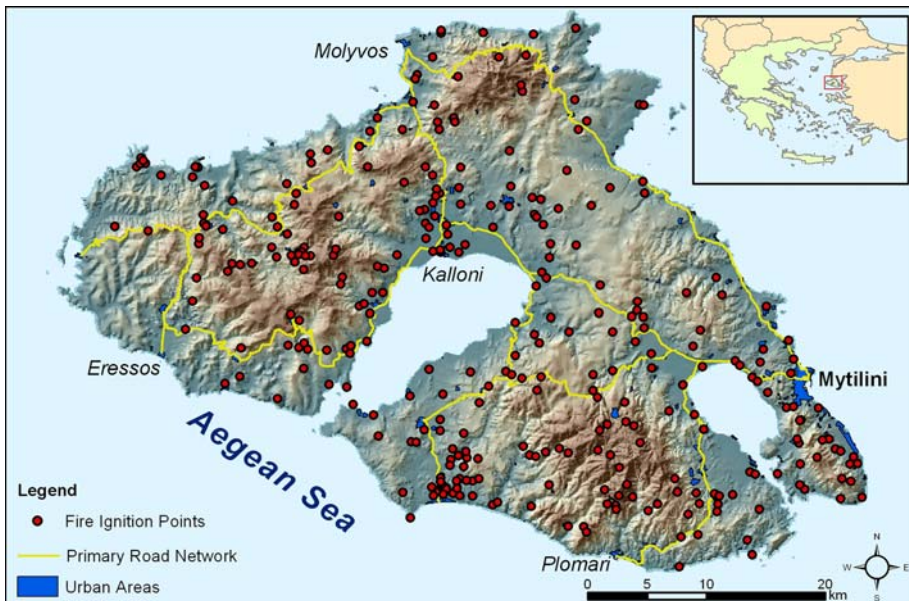 Molyvos
Kalloni
Eressos
Mytilini
Aegean Sea
Legend
Fire Ignition Points
Primary Road Network
Urban Areas
Plomari
N
W E
S
0 5 10 20
km